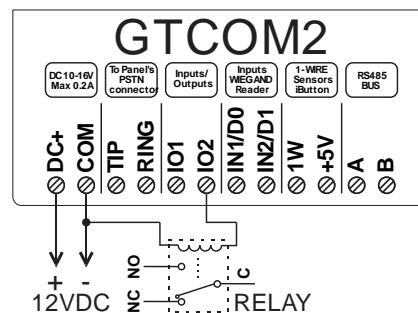 GTCOM2
DC10-16V
Max 0.2A
To Panel's
PSTN
connector
Inputs/
Outputs
Inputs
WIEGAND
Reader
1-WIRE
Sensors
iButton
RS485
BUS
DC+
COM
TIP
RING
IO1
IO2
IN1/D0
IN2/D1
1W
+5V
A
B
+ -
12VDC
NO
NC
C
RELAY